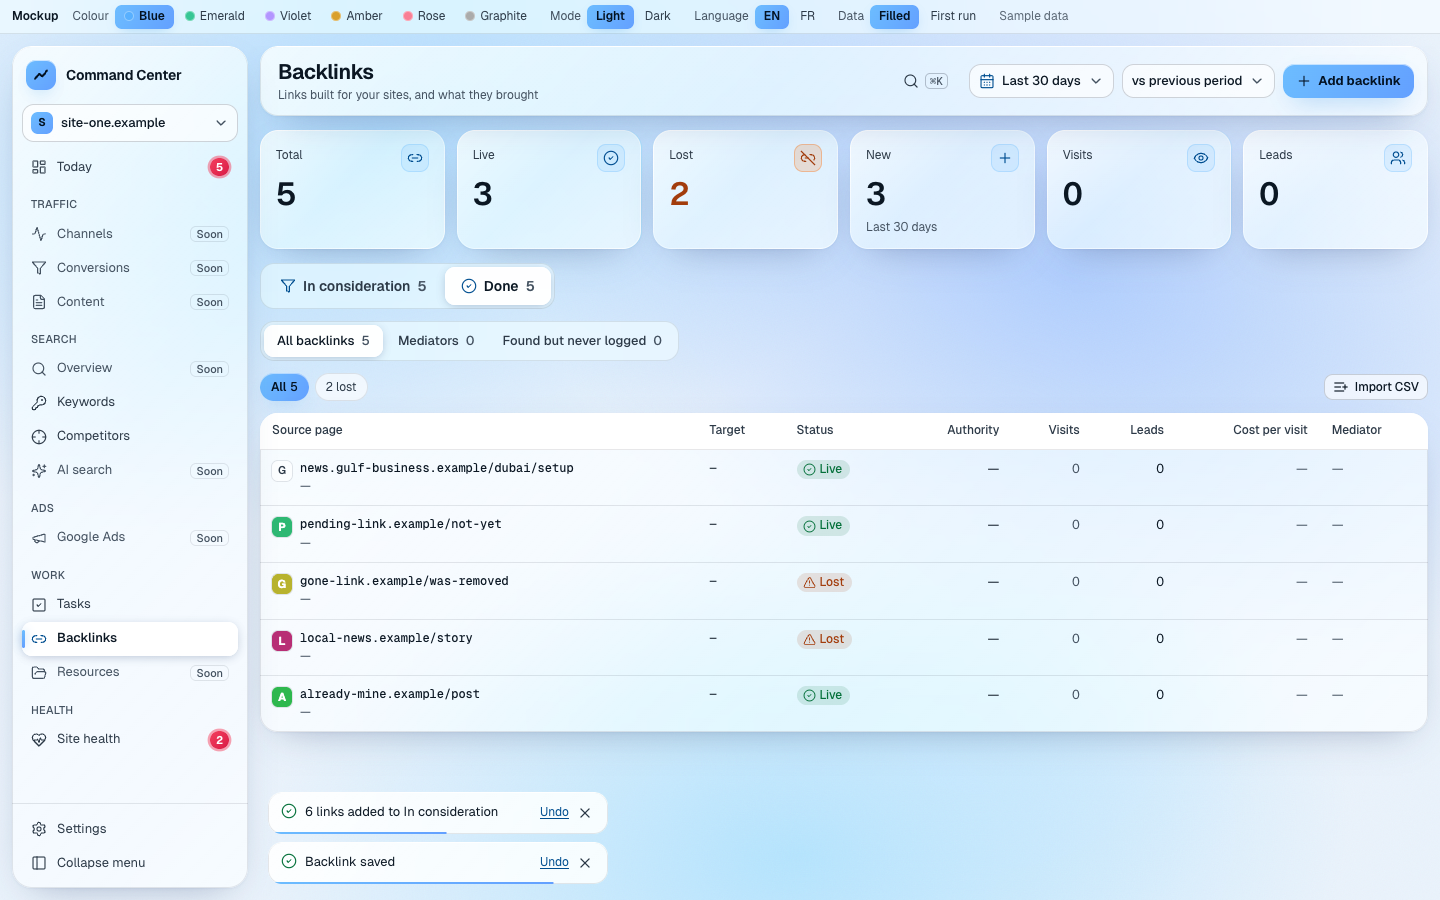 Mockup Colour Blue Emerald Violet Amber Rose Graphite Mode Light Dark Language EN FR Data Filled First run Sample data
Command Center
S site-one.example
Today 5
TRAFFIC
Channels Soon
Conversions Soon
Content Soon
SEARCH
Overview Soon
Keywords
Competitors
AI search Soon
ADS
Google Ads Soon
WORK
Tasks
Backlinks
Resources Soon
HEALTH
Site health 2
Settings
Collapse menu
Backlinks
Links built for your sites, and what they brought
⌘K Last 30 days vs previous period Add backlink
Total Live Lost New Visits Leads
5 3 2 3 0 0
Last 30 days
In consideration 5 Done 5
All backlinks 5 Mediators 0 Found but never logged 0
All 5 2 lost Import CSV
Source page Target Status Authority Visits Leads Cost per visit Mediator
G news.gulf-business.example/dubai/setup – Live — 0 0 — —
—
P pending-link.example/not-yet – Live — 0 0 — —
—
G gone-link.example/was-removed – Lost — 0 0 — —
—
L local-news.example/story – Lost — 0 0 — —
—
A already-mine.example/post – Live — 0 0 — —
—
6 links added to In consideration Undo
Backlink saved Undo